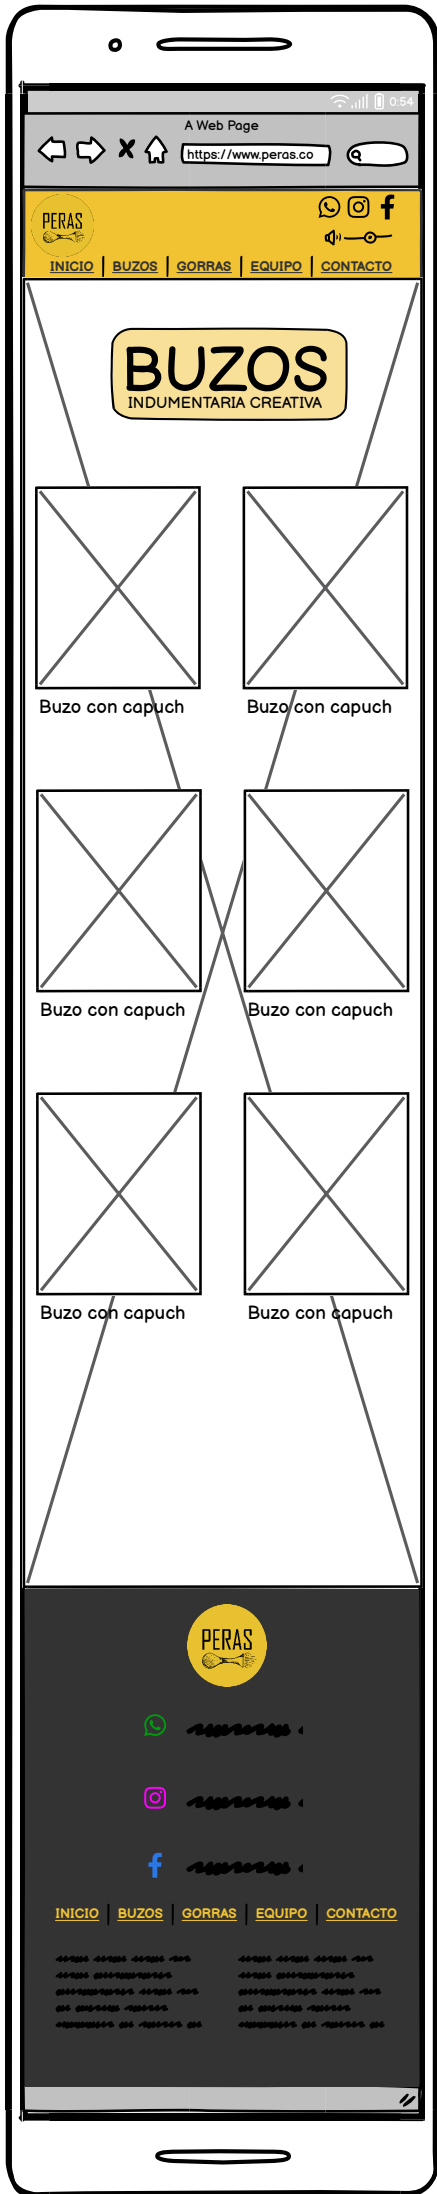 0:54
A Web Page
https://www.peras.co
PERAS
INICIO | BUZOS | GORRAS | EQUIPO | CONTACTO
BUZOS
INDUMENTARIA CREATIVA
Buzo con capuch
Buzo con capuch
Buzo con capuch
Buzo con capuch
Buzo con capuch
Buzo con capuch
PERAS
INICIO | BUZOS | GORRAS | EQUIPO | CONTACTO